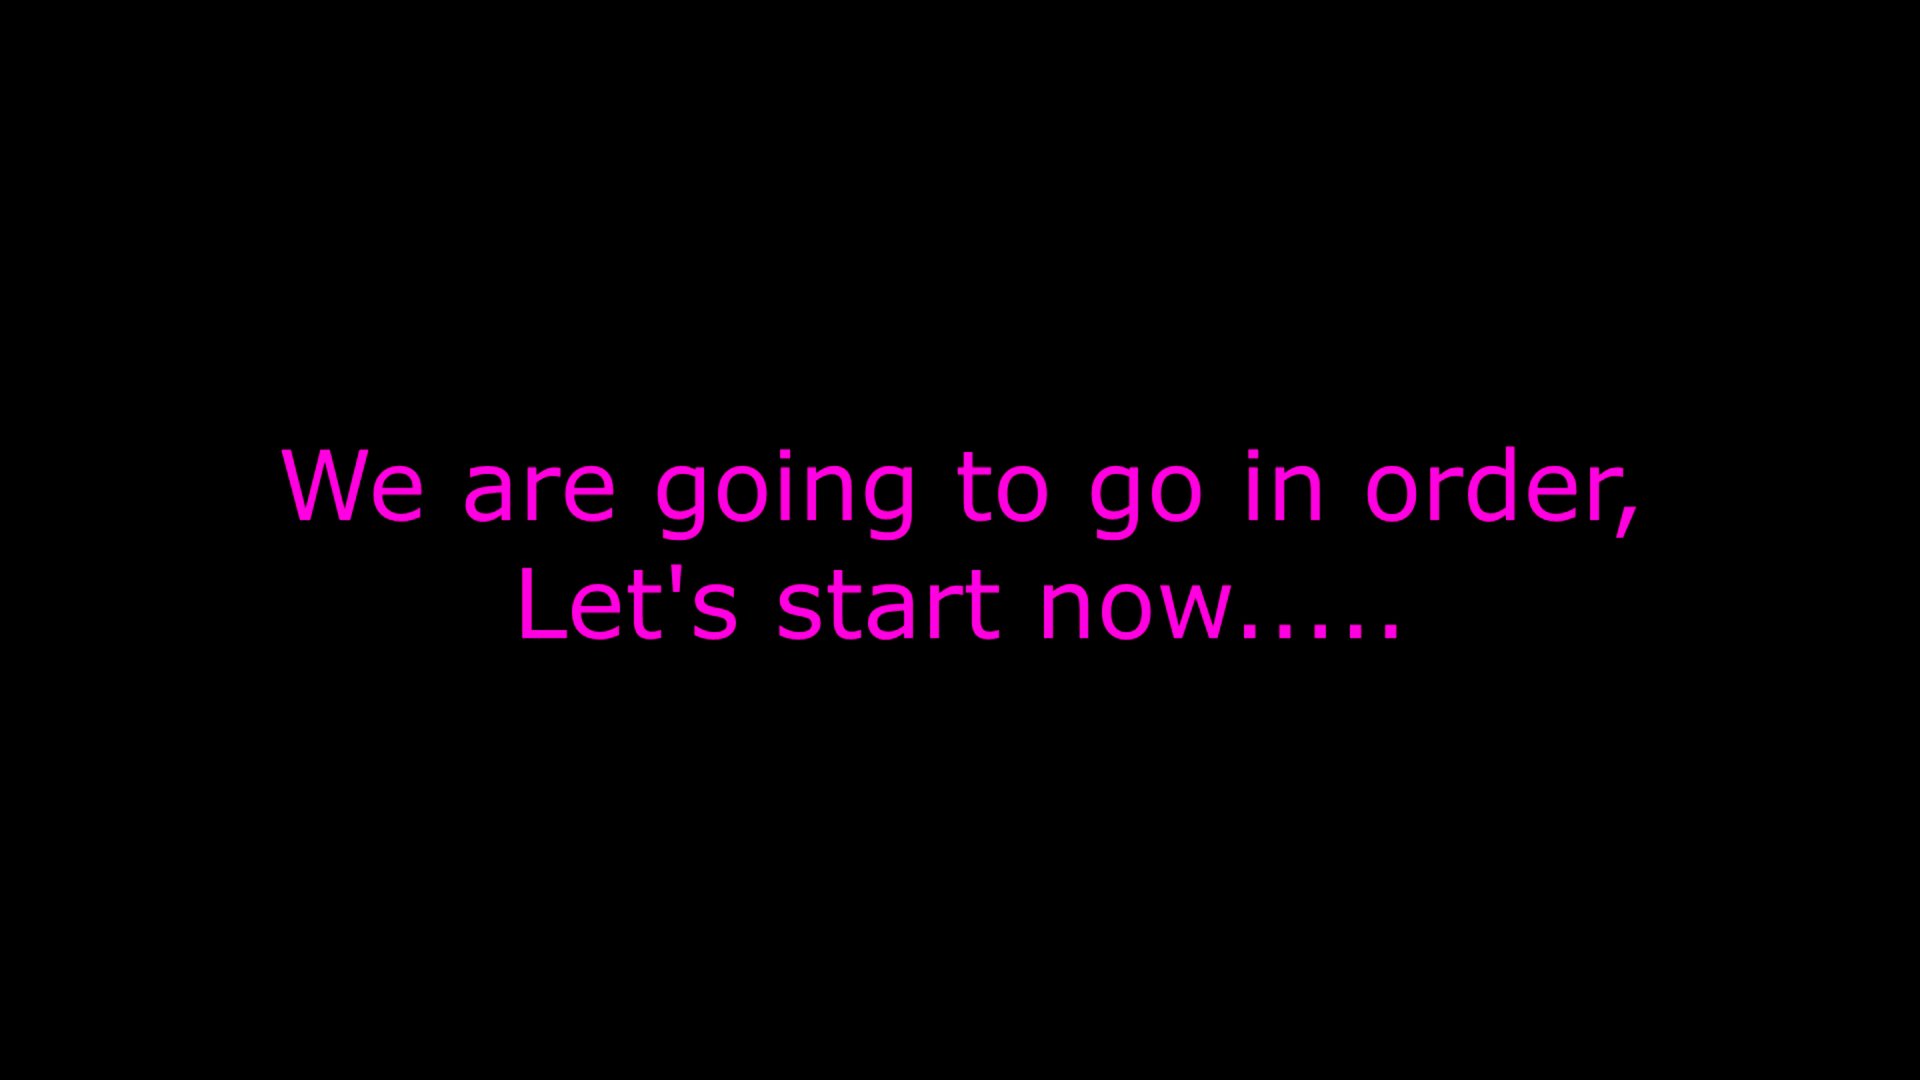 We are going to go in order,
Let's start now.....